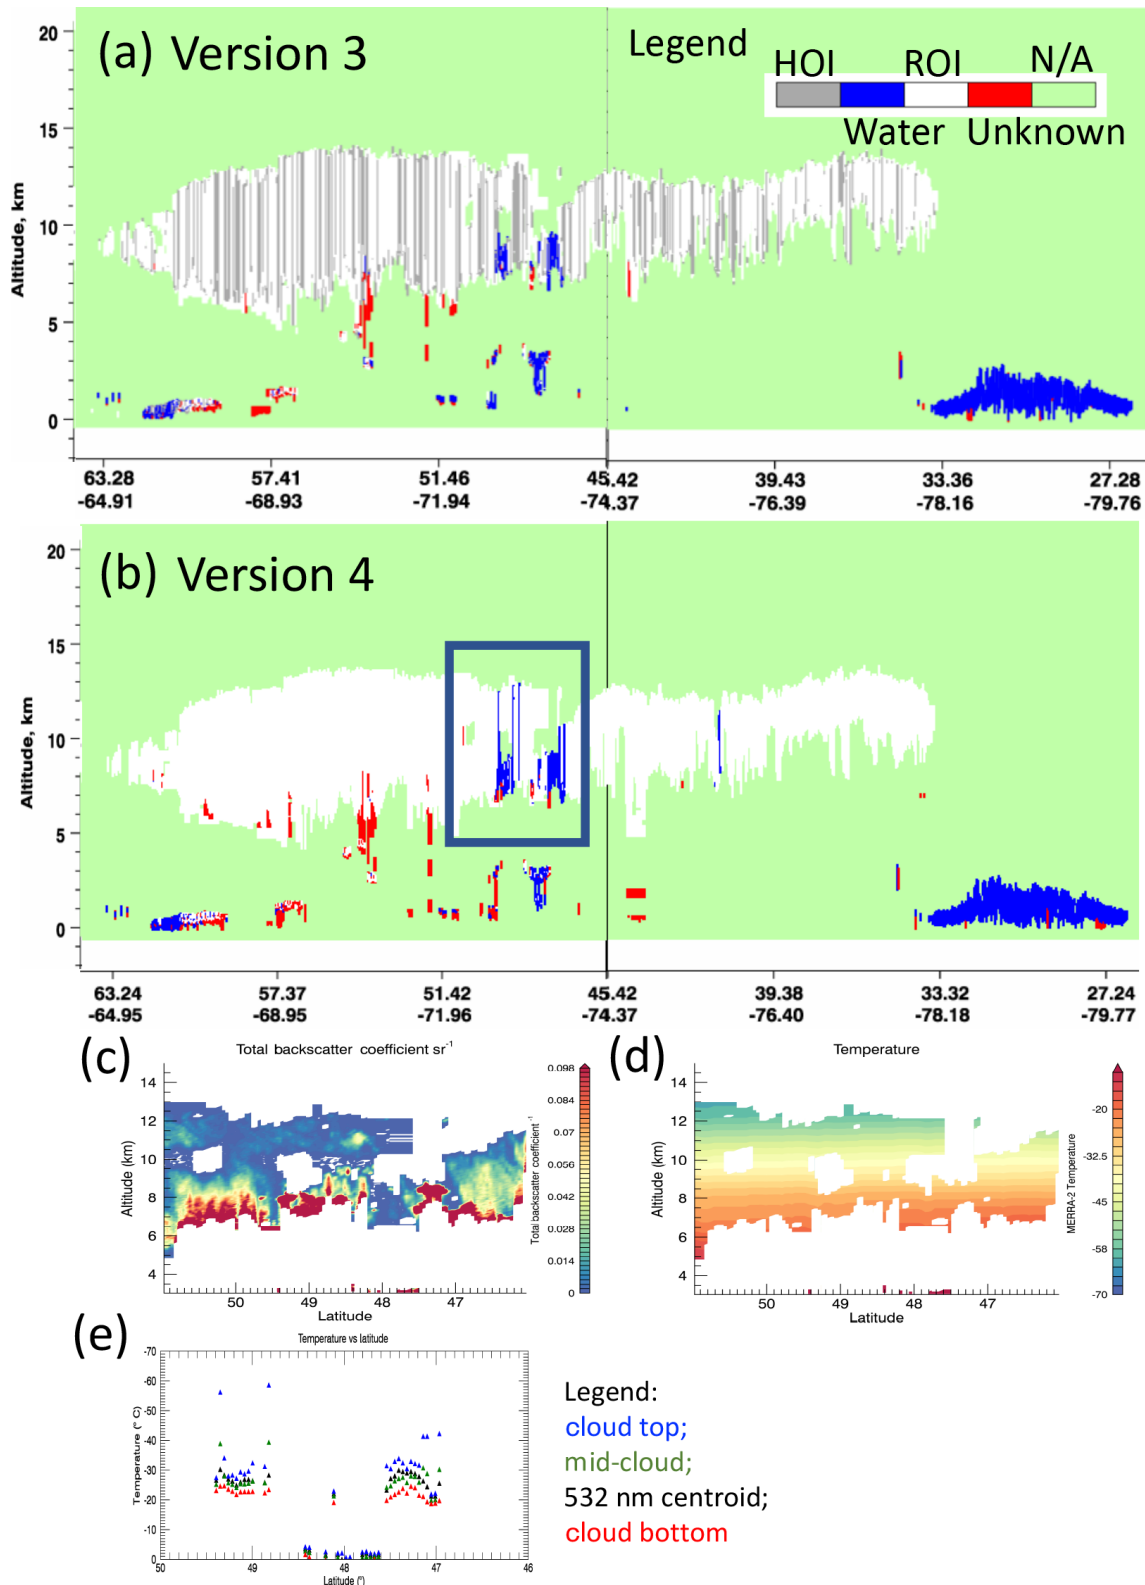 (a) Version 3
Legend
HOI ROI N/A
Water Unknown
20
15
10
5
0
Altitude, km
63.28 57.41 51.46 45.42 39.43 33.36 27.28
-64.91 -68.93 -71.94 -74.37 -76.39 -78.16 -79.76
(b) Version 4
20
15
10
5
0
Altitude, km
63.24 57.37 51.42 45.42 39.38 33.32 27.24
-64.95 -68.95 -71.96 -74.37 -76.40 -78.18 -79.77
(c)
Total backscatter coefficient sr-1
14
12
10
8
6
4
Altitude (km)
50 49 48 47
Latitude
0.098
0.084
0.07
0.056
0.042
0.028
0.014
0
Total backscatter coefficient-1
(d)
Temperature
14
12
10
8
6
4
Altitude (km)
50 49 48 47
Latitude
-20
-32.5
-45
-58
-70
MERRA-2 Temperature
(e)
Temperature vs latitude
-70
-60
-50
-40
-30
-20
-10
0
Temperature (° C)
50 49 48 47 46
Latitude (°)
Legend:
cloud top;
mid-cloud;
532 nm centroid;
cloud bottom